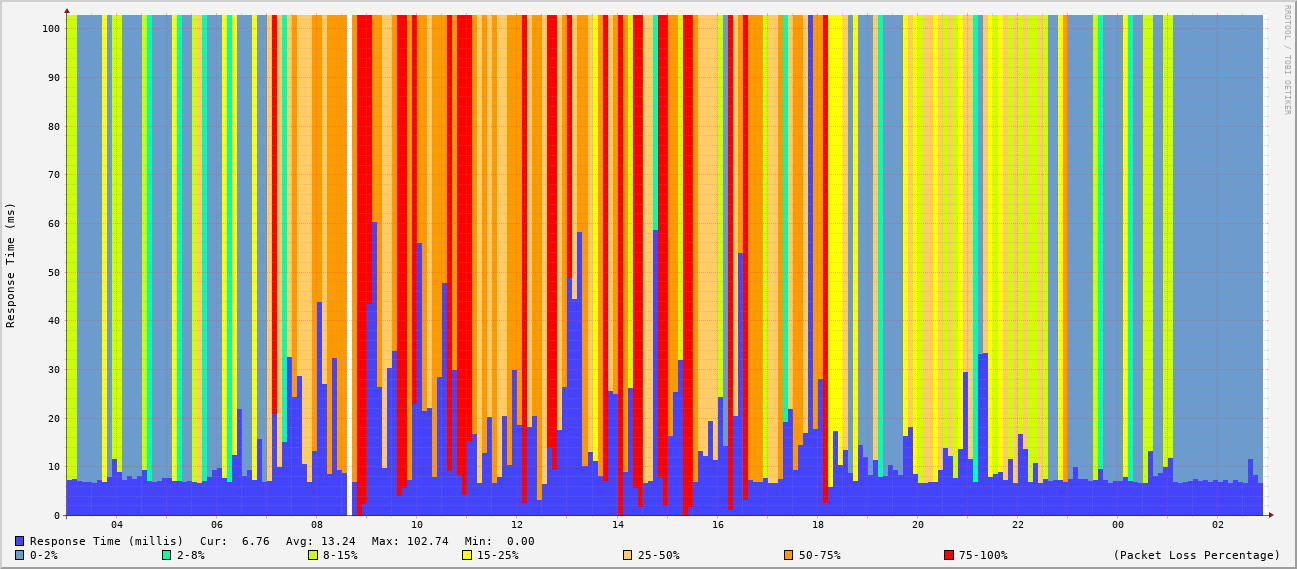 RRDTOOL / TOBI OETIKER
Response Time (ms)
100
90
80
70
60
50
40
30
20
10
0
04 06 08 10 12 14 16 18 20 22 00 02
Response Time (millis) Cur: 6.76 Avg: 13.24 Max: 102.74 Min: 0.00
0-2% 2-8% 8-15% 15-25% 25-50% 50-75% 75-100% (Packet Loss Percentage)